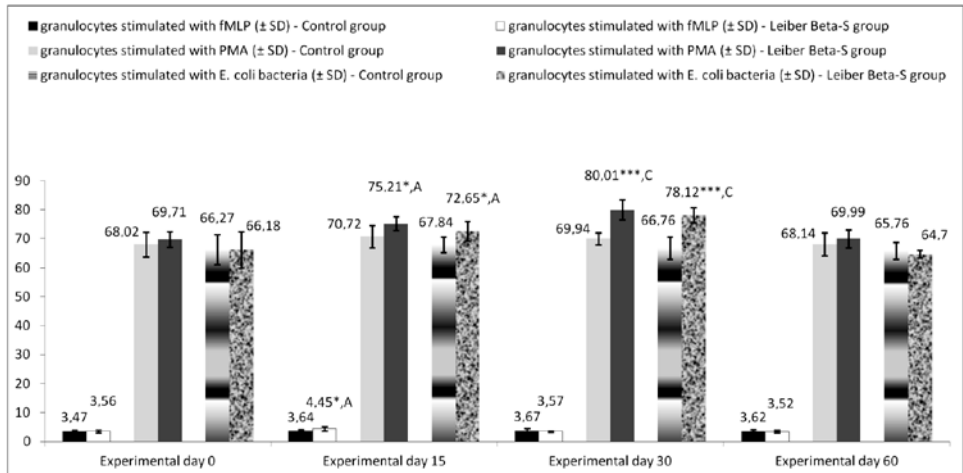 granulocytes stimulated with fMLP (± SD) - Control group
granulocytes stimulated with fMLP (± SD) - Leiber Beta-S group
granulocytes stimulated with PMA (± SD) - Control group
granulocytes stimulated with PMA (± SD) - Leiber Beta-S group
granulocytes stimulated with E. coli bacteria (± SD) - Control group
granulocytes stimulated with E. coli bacteria (± SD) - Leiber Beta-S group
90
80
70
60
50
40
30
20
10
0
3,47
3,56
68,02
69,71
66,27
66,18
3,64
4,45*,A
70,72
75.21*,A
67,84
72,65*,A
3,67
3,57
69,94
80,01***,C
66,76
78,12***,C
3,62
3,52
68,14
69.99
65,76
64,7
Experimental day 0
Experimental day 15
Experimental day 30
Experimental day 60